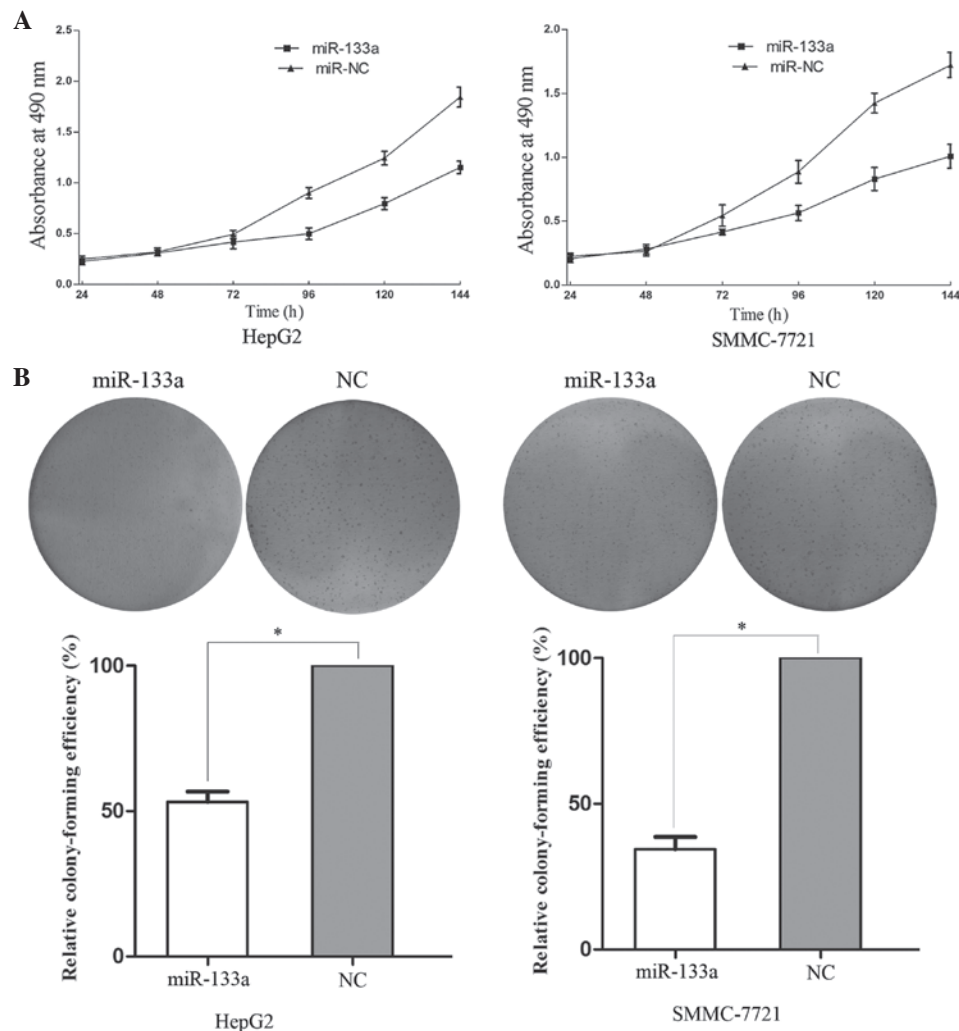 A
Absorbance at 490 nm
2.5
2.0
1.5
1.0
0.5
0.0
miR-133a
miR-NC
24 48 72 96 120 144
Time (h)
HepG2
Absorbance at 490 nm
2.0
1.5
1.0
0.5
0.0
miR-133a
miR-NC
24 48 72 96 120 144
Time (h)
SMMC-7721
B
miR-133a NC
miR-133a NC
Relative colony-forming efficiency (%)
*
100
50
0
miR-133a NC
HepG2
Relative colony-forming efficiency (%)
*
100
50
0
miR-133a NC
SMMC-7721